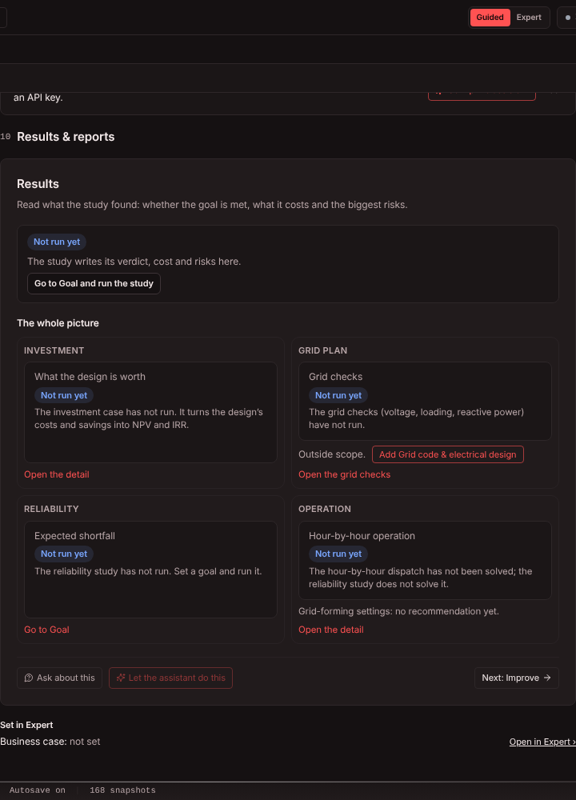 Guided Expert
an API key.
10 Results & reports
Results
Read what the study found: whether the goal is met, what it costs and the biggest risks.
Not run yet
The study writes its verdict, cost and risks here.
Go to Goal and run the study
The whole picture
INVESTMENT
What the design is worth
Not run yet
The investment case has not run. It turns the design's
costs and savings into NPV and IRR.
Open the detail
GRID PLAN
Grid checks
Not run yet
The grid checks (voltage, loading, reactive power)
have not run.
Outside scope. Add Grid code & electrical design
Open the grid checks
RELIABILITY
Expected shortfall
Not run yet
The reliability study has not run. Set a goal and run it.
Go to Goal
OPERATION
Hour-by-hour operation
Not run yet
The hour-by-hour dispatch has not been solved; the
reliability study does not solve it.
Grid-forming settings: no recommendation yet.
Open the detail
Ask about this Let the assistant do this Next: Improve →
Set in Expert
Business case: not set Open in Expert ›
Autosave on 168 snapshots